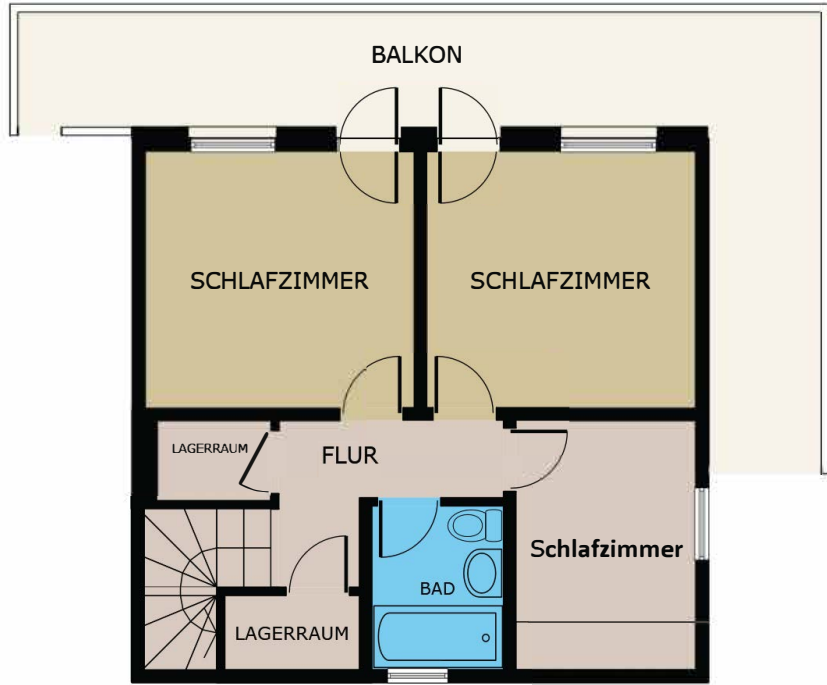 BALKON
SCHLAFZIMMER
SCHLAFZIMMER
LAGERRAUM
FLUR
Schlafzimmer
BAD
LAGERRAUM